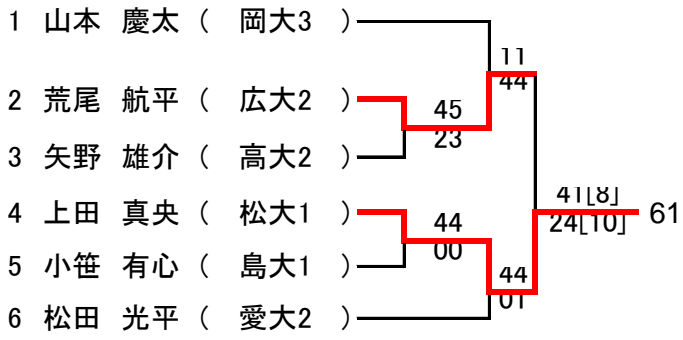 1 山本 慶太 ( 岡大3 )
11
44
2 荒尾 航平 ( 広大2 )
45
23
3 矢野 雄介 ( 高大2 )
41[8]
24[10]
61
4 上田 真央 ( 松大1 )
44
00
5 小笹 有心 ( 島大1 )
44
01
6 松田 光平 ( 愛大2 )